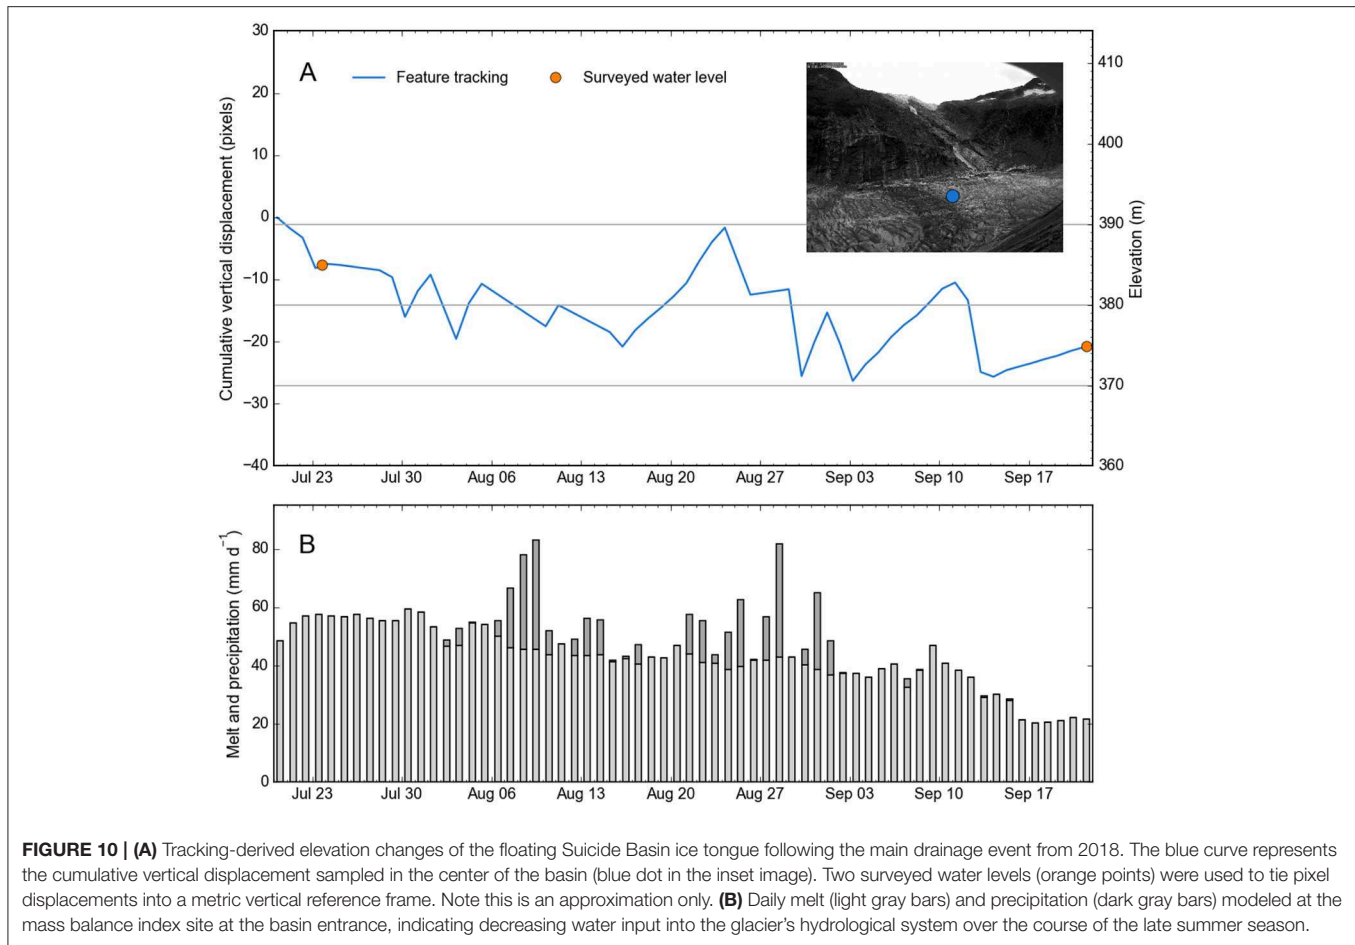 30
20
10
0
−10
−20
−30
−40
Cumulative vertical displacement (pixels)
A
Feature tracking
Surveyed water level
410
400
390
380
370
360
Elevation (m)
Jul 23 Jul 30 Aug 06 Aug 13 Aug 20 Aug 27 Sep 03 Sep 10 Sep 17
B
80
60
40
20
0
Melt and precipitation (mm d⁻¹)
Jul 23 Jul 30 Aug 06 Aug 13 Aug 20 Aug 27 Sep 03 Sep 10 Sep 17
FIGURE 10 | (A) Tracking-derived elevation changes of the floating Suicide Basin ice tongue following the main drainage event from 2018. The blue curve represents
the cumulative vertical displacement sampled in the center of the basin (blue dot in the inset image). Two surveyed water levels (orange points) were used to tie pixel
displacements into a metric vertical reference frame. Note this is an approximation only. (B) Daily melt (light gray bars) and precipitation (dark gray bars) modeled at the
mass balance index site at the basin entrance, indicating decreasing water input into the glacier's hydrological system over the course of the late summer season.